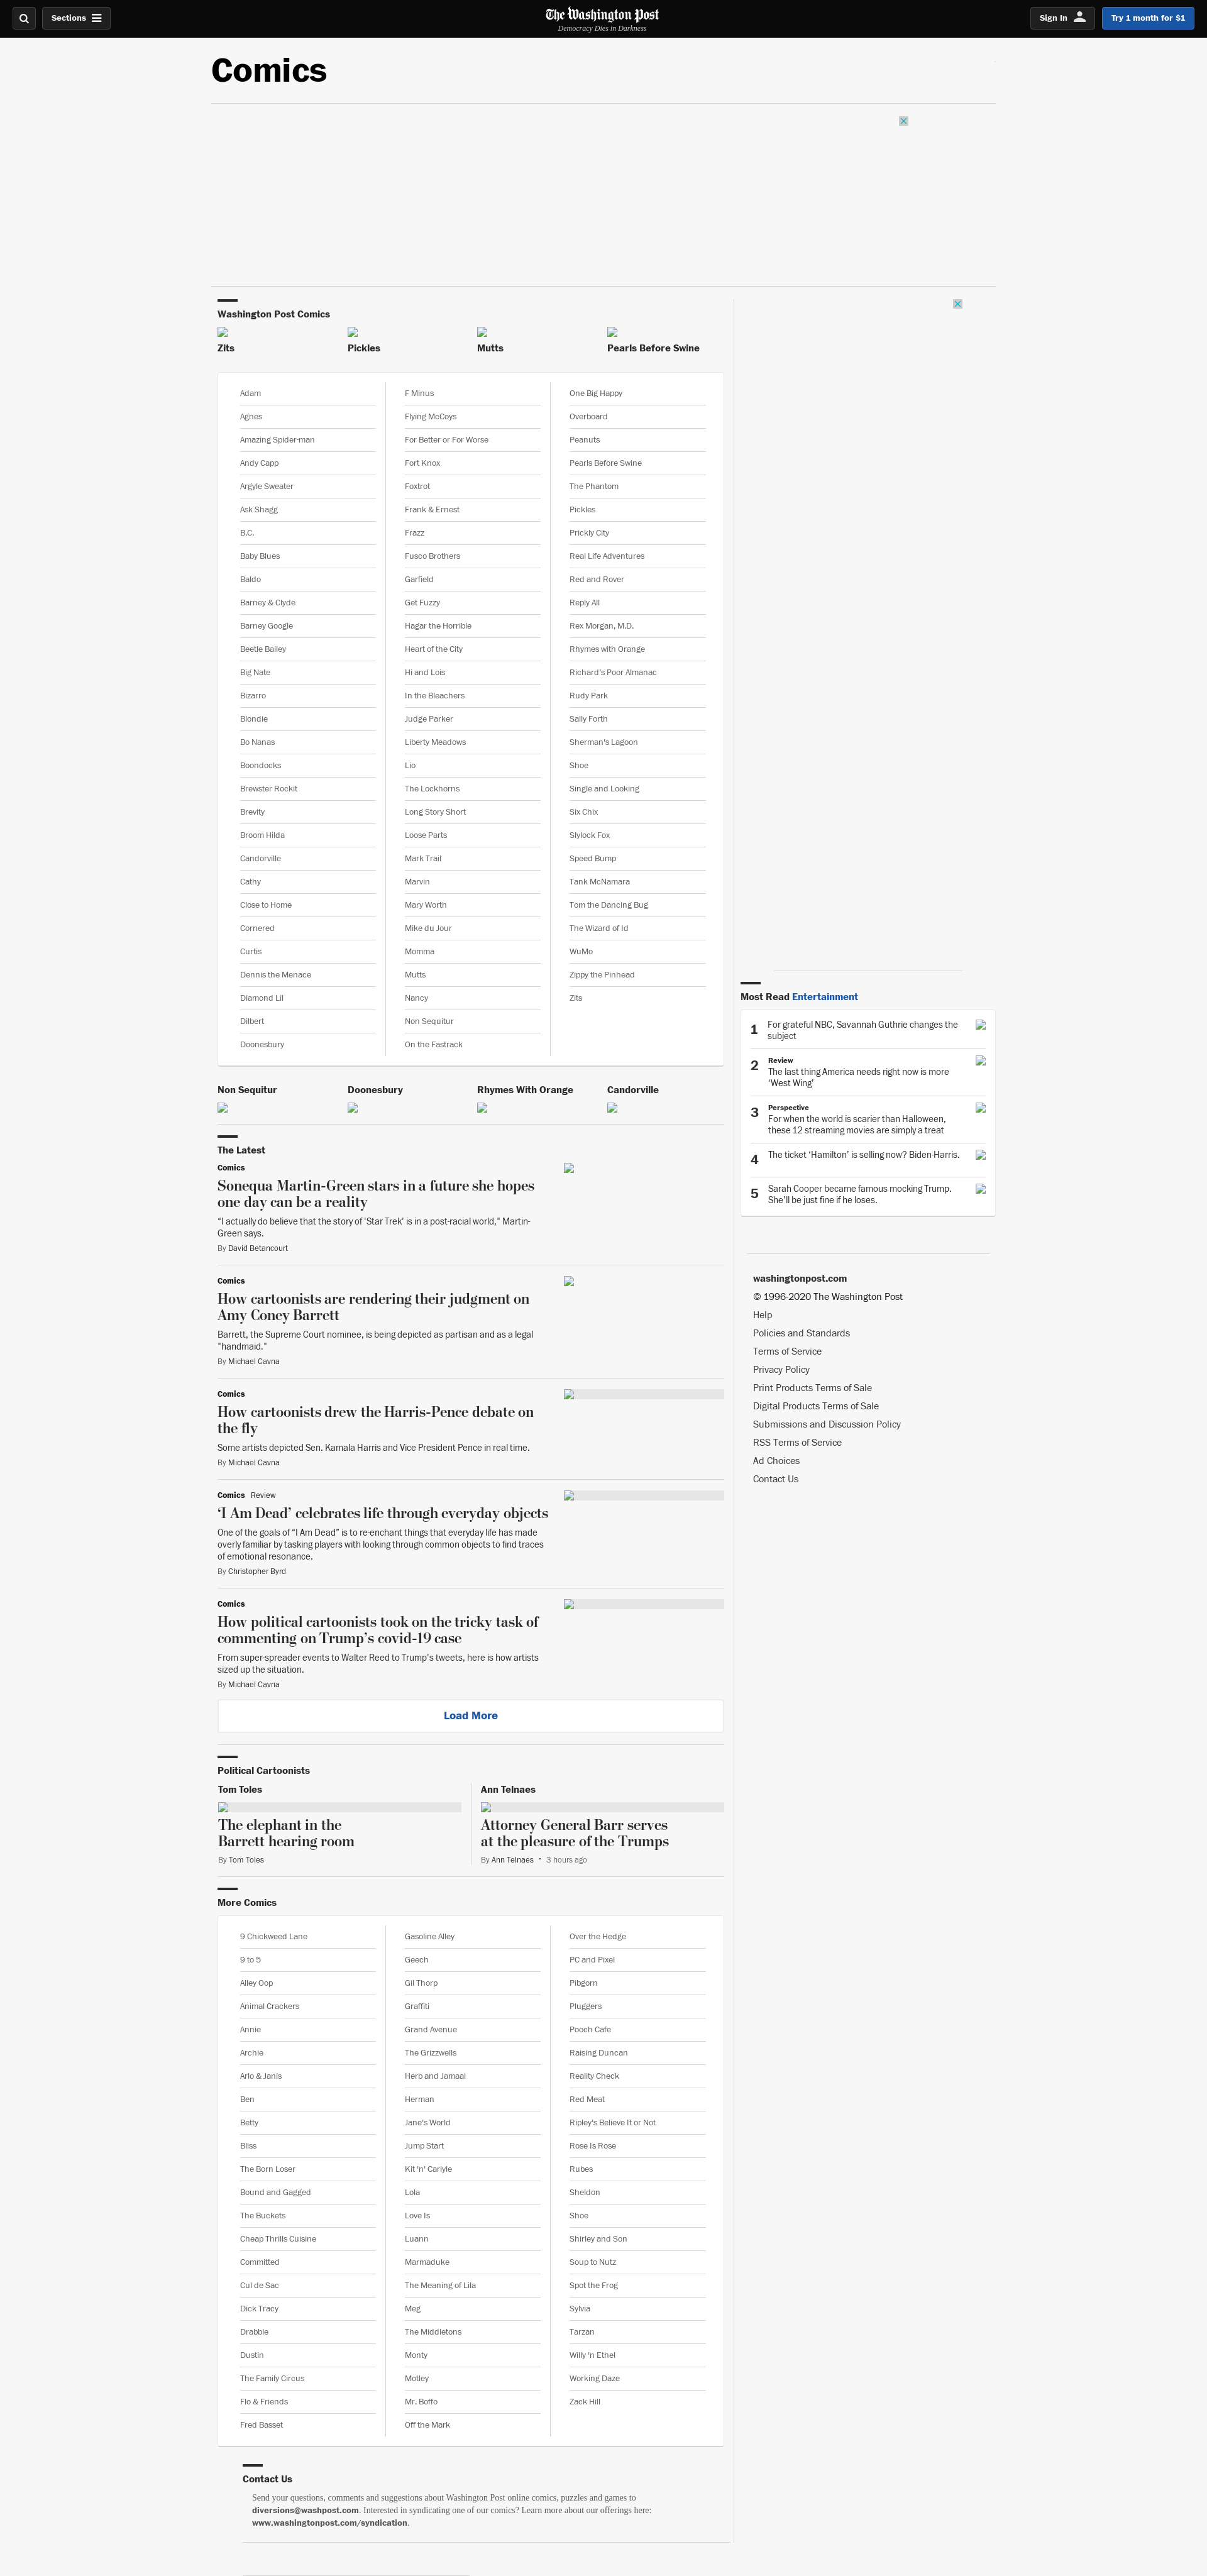 Sections
The Washington Post
Democracy Dies in Darkness
Sign In
Try 1 month for $1
Comics
Washington Post Comics
Zits
Pickles
Mutts
Pearls Before Swine
Adam
Agnes
Amazing Spider-man
Andy Capp
Argyle Sweater
Ask Shagg
B.C.
Baby Blues
Baldo
Barney & Clyde
Barney Google
Beetle Bailey
Big Nate
Bizarro
Blondie
Bo Nanas
Boondocks
Brewster Rockit
Brevity
Broom Hilda
Candorville
Cathy
Close to Home
Cornered
Curtis
Dennis the Menace
Diamond Lil
Dilbert
Doonesbury
F Minus
Flying McCoys
For Better or For Worse
Fort Knox
Foxtrot
Frank & Ernest
Frazz
Fusco Brothers
Garfield
Get Fuzzy
Hagar the Horrible
Heart of the City
Hi and Lois
In the Bleachers
Judge Parker
Liberty Meadows
Lio
The Lockhorns
Long Story Short
Loose Parts
Mark Trail
Marvin
Mary Worth
Mike du Jour
Momma
Mutts
Nancy
Non Sequitur
On the Fastrack
One Big Happy
Overboard
Peanuts
Pearls Before Swine
The Phantom
Pickles
Prickly City
Real Life Adventures
Red and Rover
Reply All
Rex Morgan, M.D.
Rhymes with Orange
Richard's Poor Almanac
Rudy Park
Sally Forth
Sherman's Lagoon
Shoe
Single and Looking
Six Chix
Slylock Fox
Speed Bump
Tank McNamara
Tom the Dancing Bug
The Wizard of Id
WuMo
Zippy the Pinhead
Zits
Non Sequitur
Doonesbury
Rhymes With Orange
Candorville
The Latest
Comics
Sonequa Martin-Green stars in a future she hopes
one day can be a reality
"I actually do believe that the story of 'Star Trek' is in a post-racial world," Martin-
Green says.
By David Betancourt
Comics
How cartoonists are rendering their judgment on
Amy Coney Barrett
Barrett, the Supreme Court nominee, is being depicted as partisan and as a legal
"handmaid."
By Michael Cavna
Comics
How cartoonists drew the Harris-Pence debate on
the fly
Some artists depicted Sen. Kamala Harris and Vice President Pence in real time.
By Michael Cavna
Comics Review
‘I Am Dead’ celebrates life through everyday objects
One of the goals of “I Am Dead” is to re-enchant things that everyday life has made
overly familiar by tasking players with looking through common objects to find traces
of emotional resonance.
By Christopher Byrd
Comics
How political cartoonists took on the tricky task of
commenting on Trump’s covid-19 case
From super-spreader events to Walter Reed to Trump's tweets, here is how artists
sized up the situation.
By Michael Cavna
Load More
Political Cartoonists
Tom Toles
The elephant in the
Barrett hearing room
By Tom Toles
Ann Telnaes
Attorney General Barr serves
at the pleasure of the Trumps
By Ann Telnaes • 3 hours ago
More Comics
9 Chickweed Lane
9 to 5
Alley Oop
Animal Crackers
Annie
Archie
Arlo & Janis
Ben
Betty
Bliss
The Born Loser
Bound and Gagged
The Buckets
Cheap Thrills Cuisine
Committed
Cul de Sac
Dick Tracy
Drabble
Dustin
The Family Circus
Flo & Friends
Fred Basset
Gasoline Alley
Geech
Gil Thorp
Graffiti
Grand Avenue
The Grizzwells
Herb and Jamaal
Herman
Jane's World
Jump Start
Kit 'n' Carlyle
Lola
Love Is
Luann
Marmaduke
The Meaning of Lila
Meg
The Middletons
Monty
Motley
Mr. Boffo
Off the Mark
Over the Hedge
PC and Pixel
Pibgorn
Pluggers
Pooch Cafe
Raising Duncan
Reality Check
Red Meat
Ripley's Believe It or Not
Rose Is Rose
Rubes
Sheldon
Shoe
Shirley and Son
Soup to Nutz
Spot the Frog
Sylvia
Tarzan
Willy 'n Ethel
Working Daze
Zack Hill
Contact Us
Send your questions, comments and suggestions about Washington Post online comics, puzzles and games to
diversions@washpost.com. Interested in syndicating one of our comics? Learn more about our offerings here:
www.washingtonpost.com/syndication.
Most Read Entertainment
1 For grateful NBC, Savannah Guthrie changes the
subject
2 Review
The last thing America needs right now is more
‘West Wing’
3 Perspective
For when the world is scarier than Halloween,
these 12 streaming movies are simply a treat
4 The ticket ‘Hamilton’ is selling now? Biden-Harris.
5 Sarah Cooper became famous mocking Trump.
She’ll be just fine if he loses.
washingtonpost.com
© 1996-2020 The Washington Post
Help
Policies and Standards
Terms of Service
Privacy Policy
Print Products Terms of Sale
Digital Products Terms of Sale
Submissions and Discussion Policy
RSS Terms of Service
Ad Choices
Contact Us